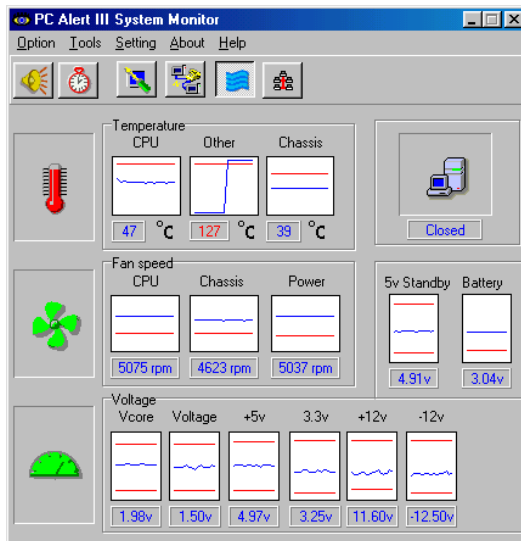 PC Alert III System Monitor
Option Tools Setting About Help
Temperature
CPU Other Chassis
47 °C 127 °C 39 °C
Closed
Fan speed
CPU Chassis Power
5075 rpm 4623 rpm 5037 rpm
5v Standby Battery
4.91v 3.04v
Voltage
Vcore Voltage +5v 3.3v +12v -12v
1.98v 1.50v 4.97v 3.25v 11.60v -12.50v